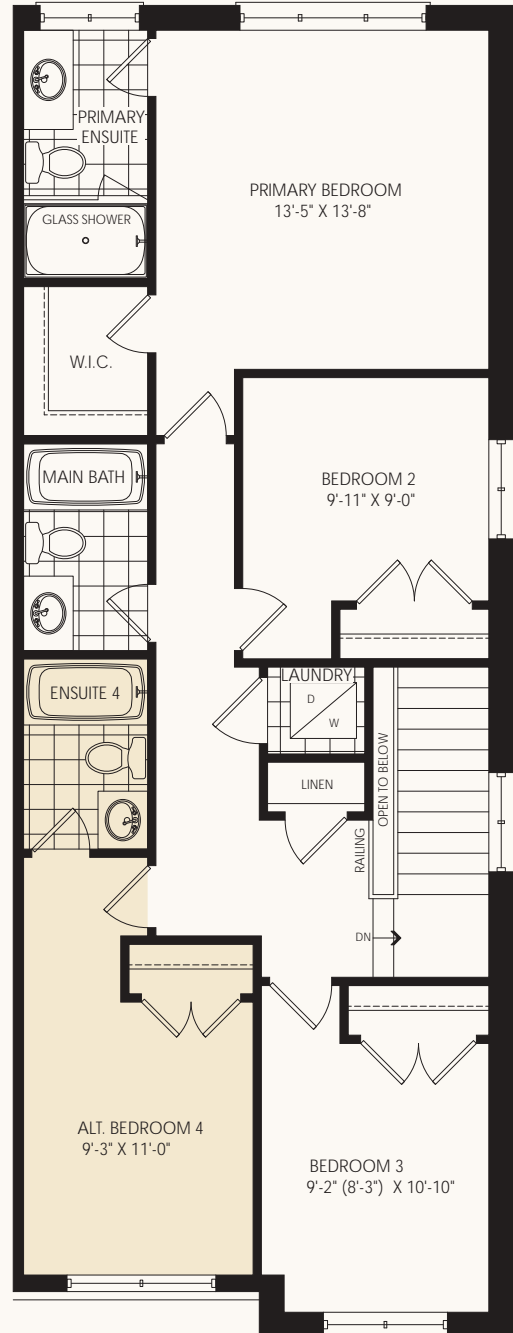 PRIMARY
ENSUITE
PRIMARY BEDROOM
13'-5" X 13'-8"
GLASS SHOWER
W.I.C.
MAIN BATH
BEDROOM 2
9'-11" X 9'-0"
LAUNDRY
D
W
ENSUITE 4
LINEN
OPEN TO BELOW
RAILING
DN
ALT. BEDROOM 4
9'-3" X 11'-0"
BEDROOM 3
9'-2" (8'-3") X 10'-10"